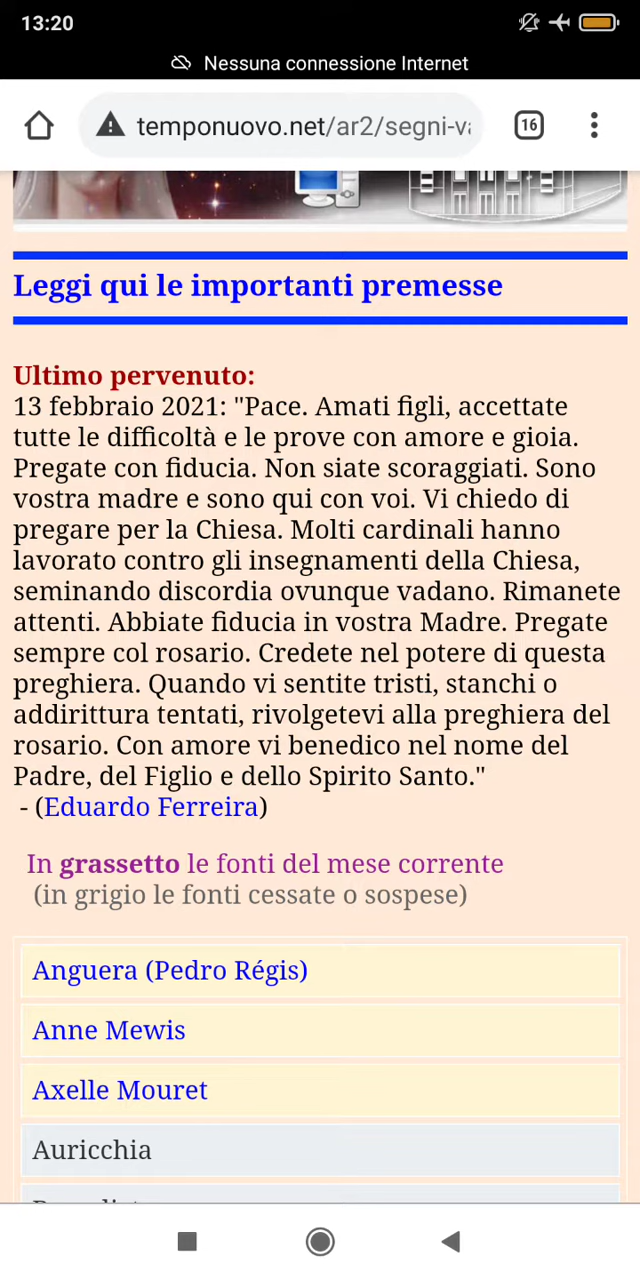 13:20
Nessuna connessione Internet
temponuovo.net/ar2/segni-va
16
Leggi qui le importanti premesse
Ultimo pervenuto:
13 febbraio 2021: "Pace. Amati figli, accettate
tutte le difficoltà e le prove con amore e gioia.
Pregate con fiducia. Non siate scoraggiati. Sono
vostra madre e sono qui con voi. Vi chiedo di
pregare per la Chiesa. Molti cardinali hanno
lavorato contro gli insegnamenti della Chiesa,
seminando discordia ovunque vadano. Rimanete
attenti. Abbiate fiducia in vostra Madre. Pregate
sempre col rosario. Credete nel potere di questa
preghiera. Quando vi sentite tristi, stanchi o
addirittura tentati, rivolgetevi alla preghiera del
rosario. Con amore vi benedico nel nome del
Padre, del Figlio e dello Spirito Santo."
- (Eduardo Ferreira)
In grassetto le fonti del mese corrente
(in grigio le fonti cessate o sospese)
Anguera (Pedro Régis)
Anne Mewis
Axelle Mouret
Auricchia